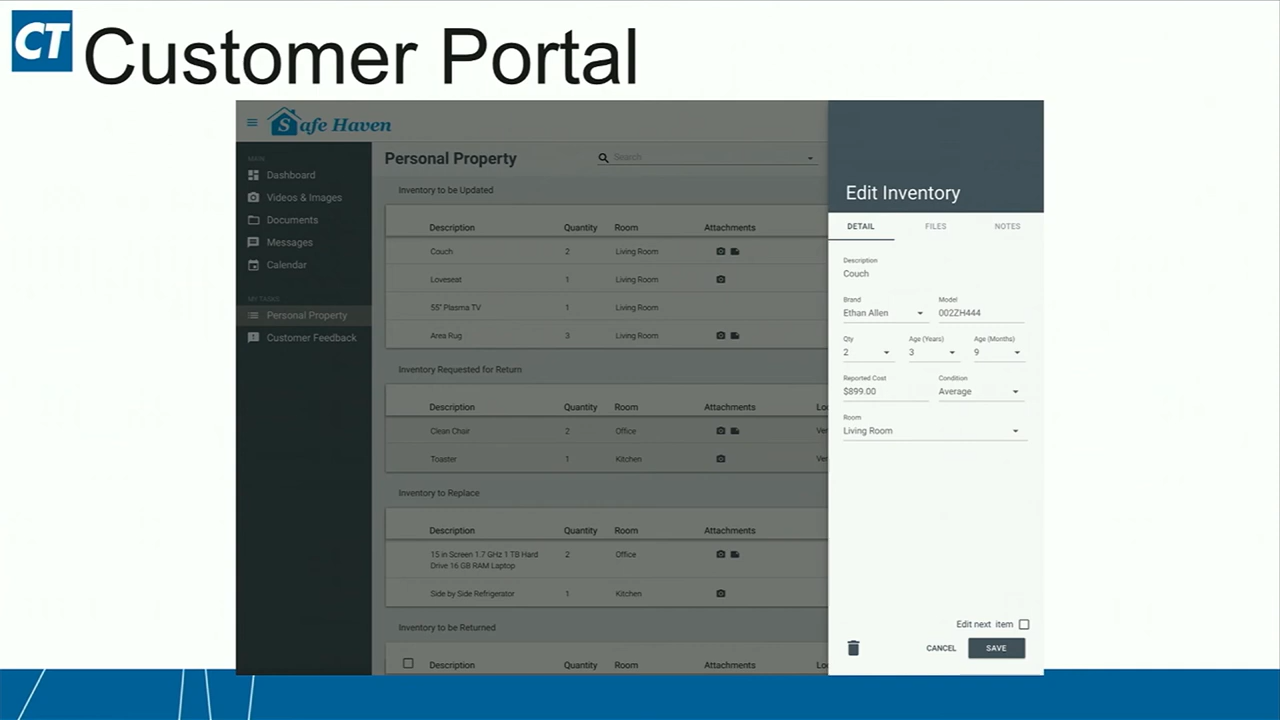 CT
Customer Portal
Safe Haven
MAIN
Dashboard
Videos & Images
Documents
Messages
Calendar
MY TASKS
Personal Property
Customer Feedback
Personal Property
Search
Inventory to be Updated
Description Quantity Room Attachments
Couch 2 Living Room
Loveseat 1 Living Room
55" Plasma TV 1 Living Room
Area Rug 3 Living Room
Inventory Requested for Return
Description Quantity Room Attachments Lo
Clean Chair 2 Office Ver
Toaster 1 Kitchen Ver
Inventory to Replace
Description Quantity Room Attachments
15 in Screen 1.7 GHz 1 TB Hard 2 Office
Drive 16 GB RAM Laptop
Side by Side Refrigerator 1 Kitchen
Inventory to be Returned
Description Quantity Room Attachments
Edit Inventory
DETAIL FILES NOTES
Description
Couch
Brand Model
Ethan Allen 002ZH444
Qty Age (Years) Age (Months)
2 3 9
Reported Cost Condition
$899.00 Average
Room
Living Room
Edit next item
CANCEL SAVE